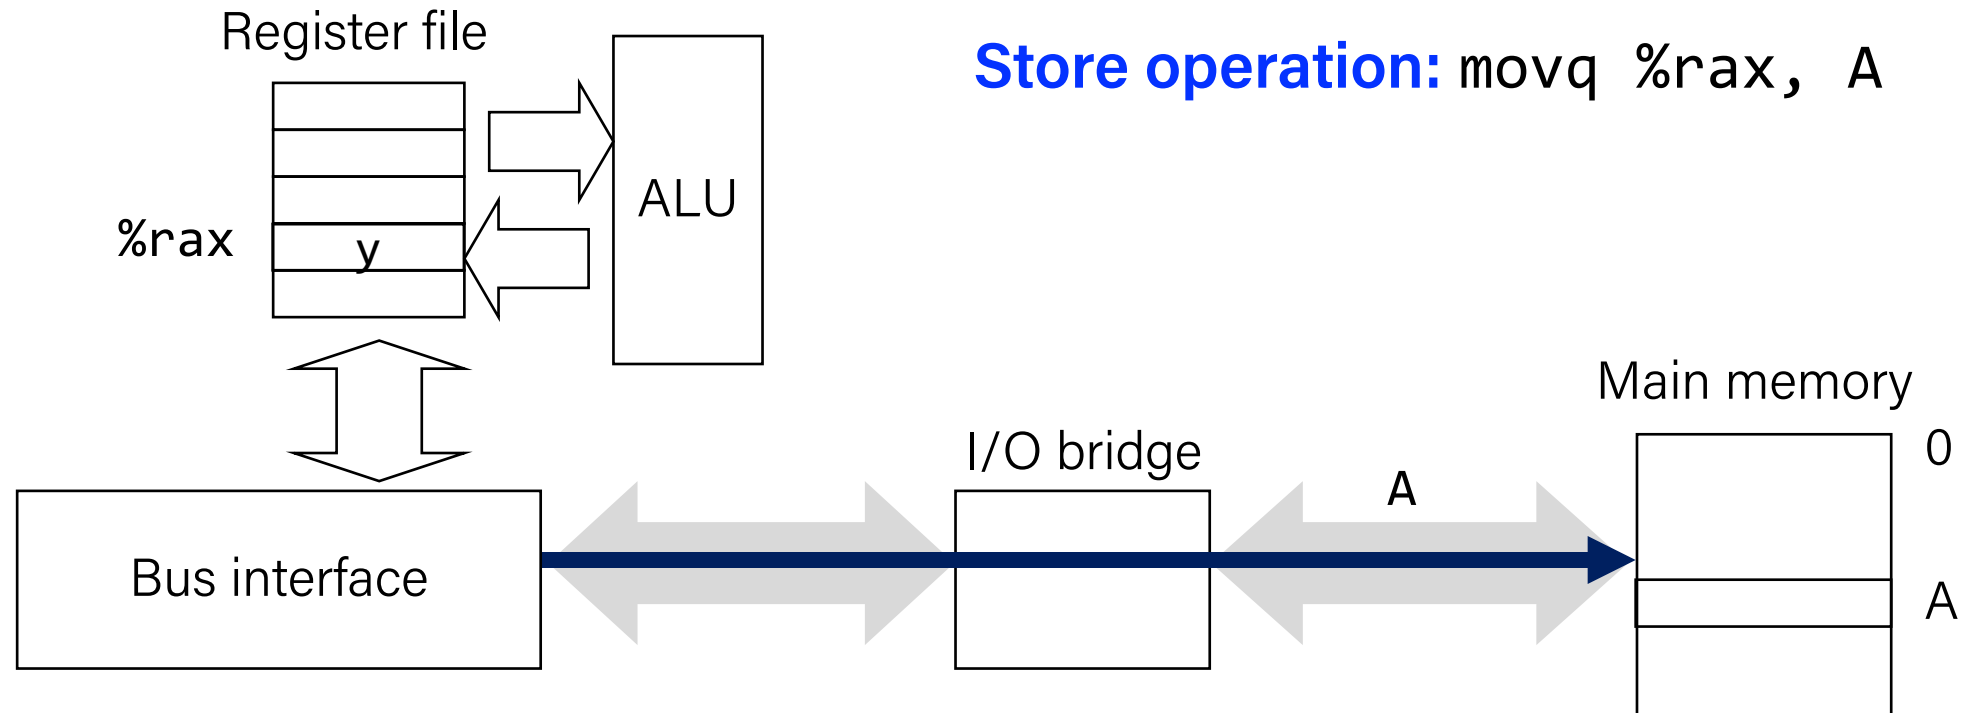 Register file
Store operation: movq %rax, A
ALU
%rax
y
Main memory
I/O bridge
0
A
Bus interface
A